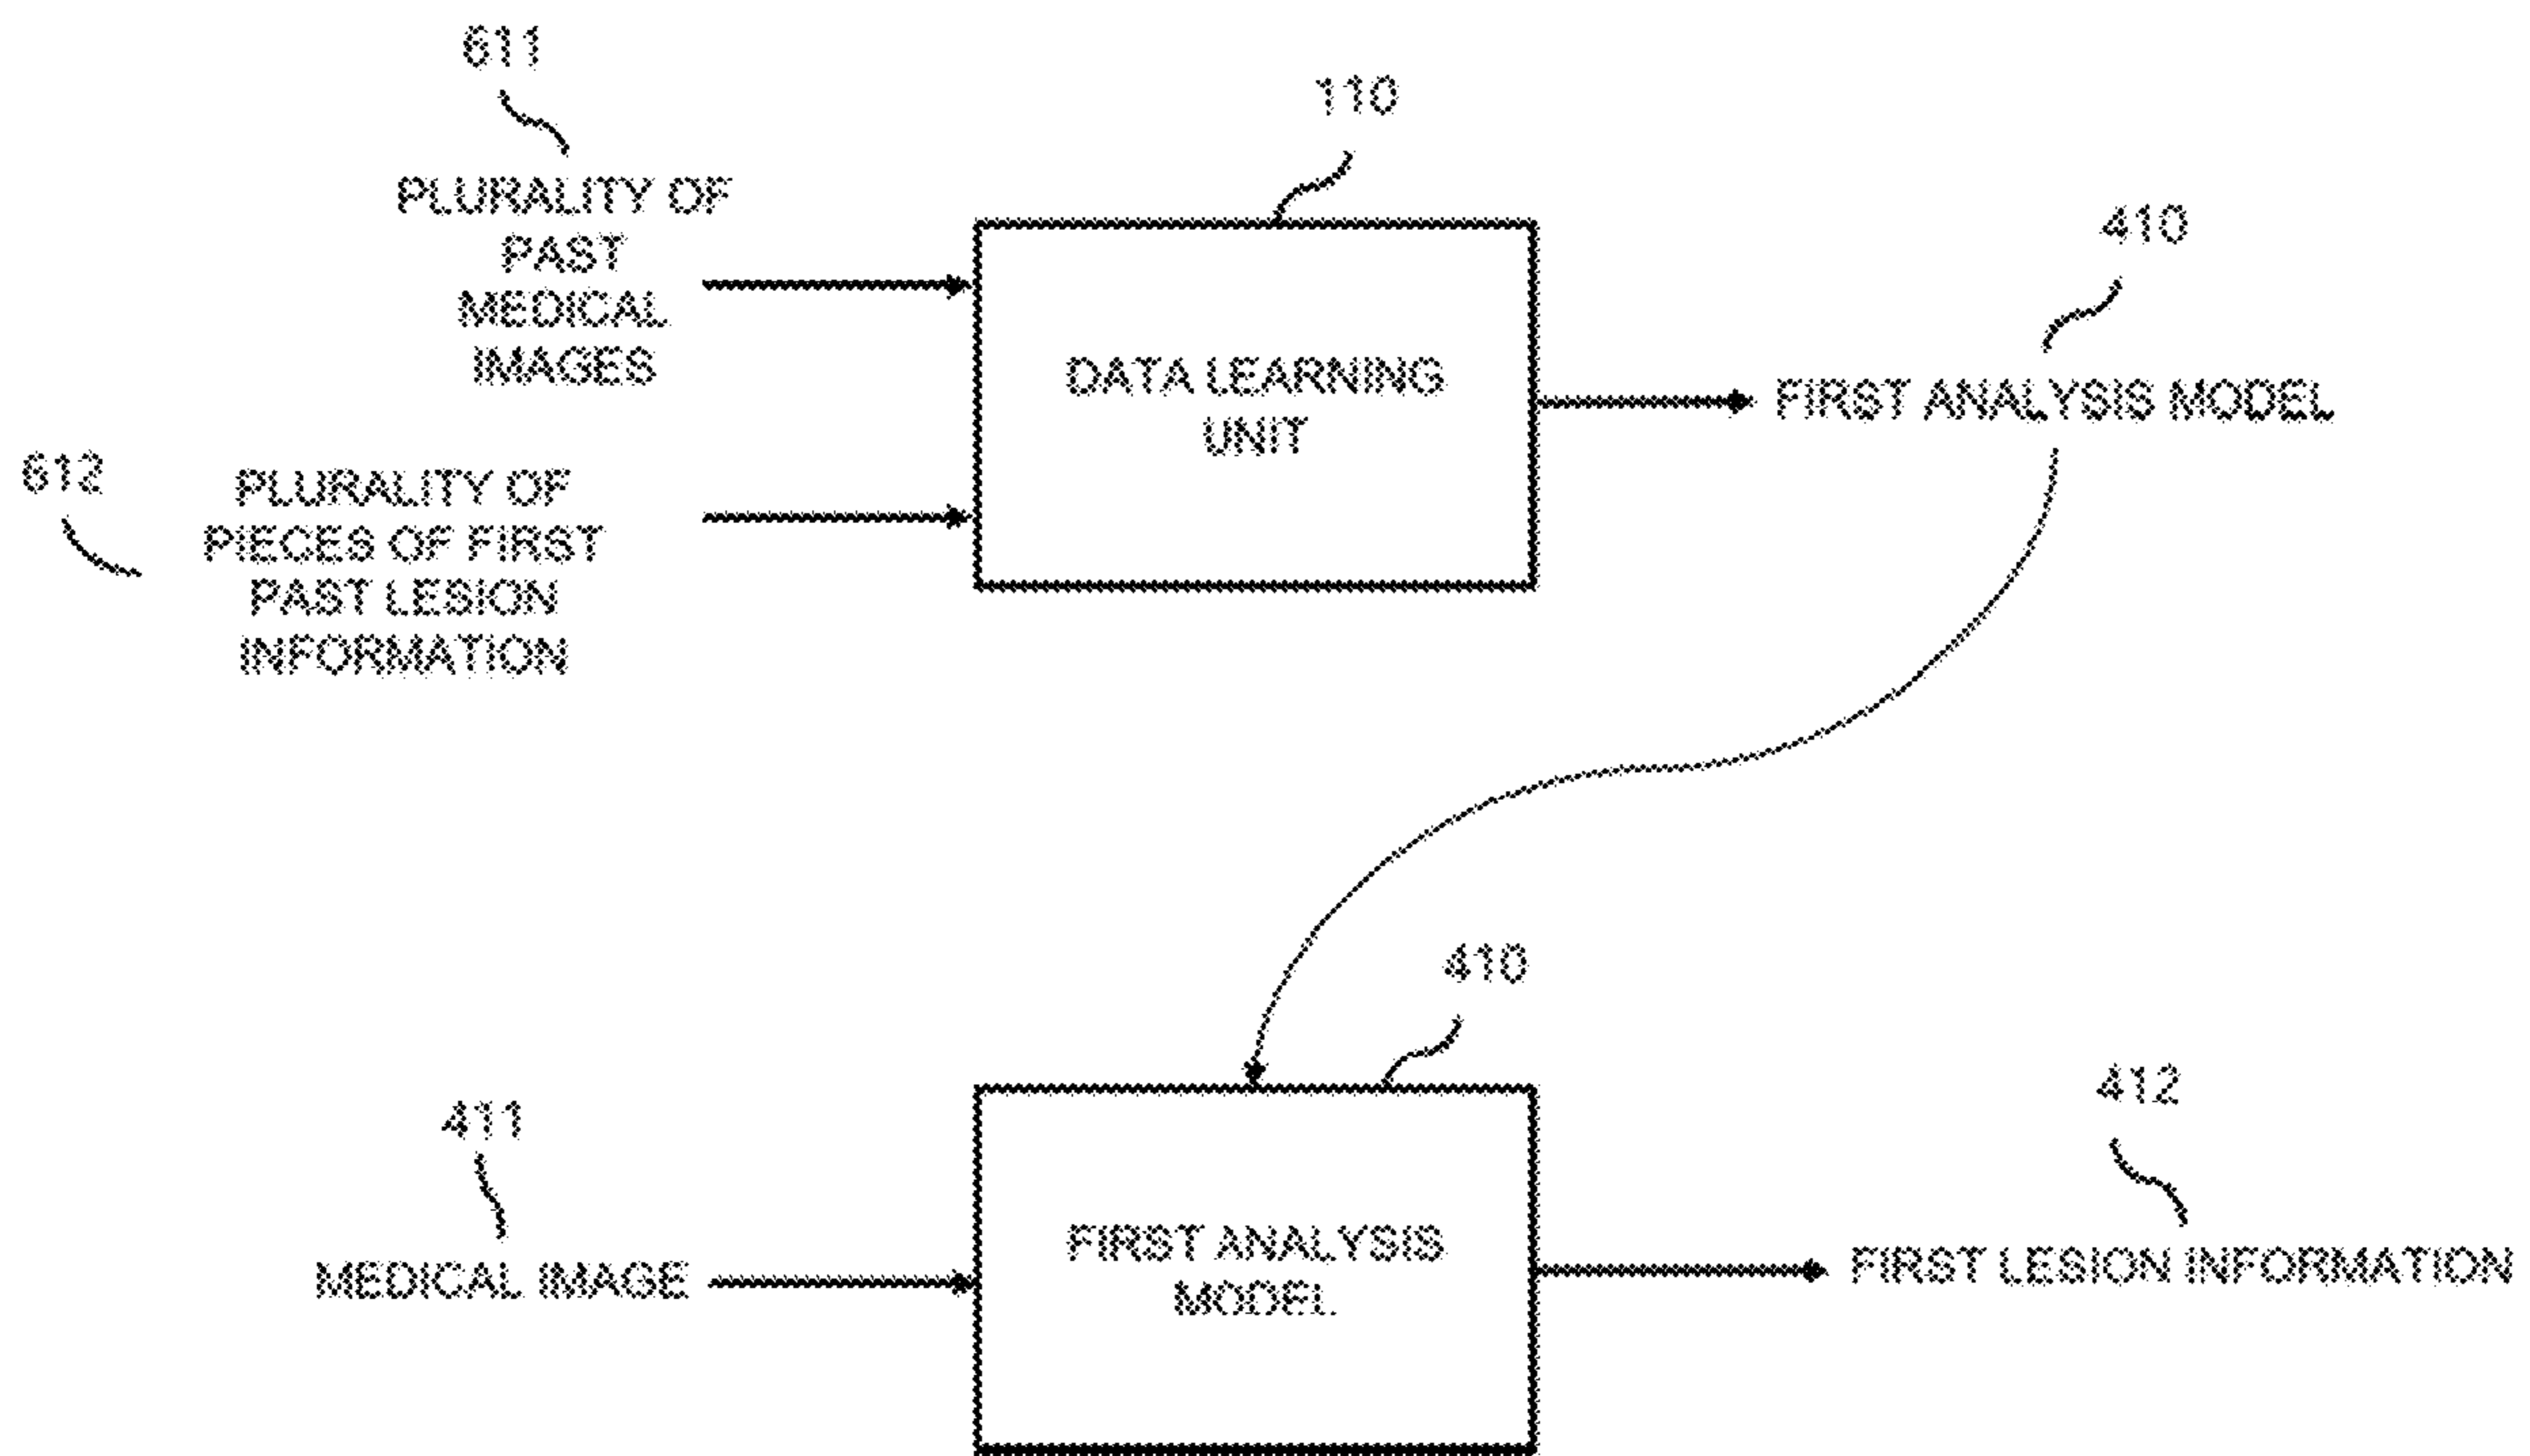 611
PLURALITY OF
PAST
MEDICAL
IMAGES
612
PLURALITY OF
PIECES OF FIRST
PAST LESION
INFORMATION
110
DATA LEARNING
UNIT
410
FIRST ANALYSIS MODEL
411
MEDICAL IMAGE
410
FIRST ANALYSIS
MODEL
412
FIRST LESION INFORMATION